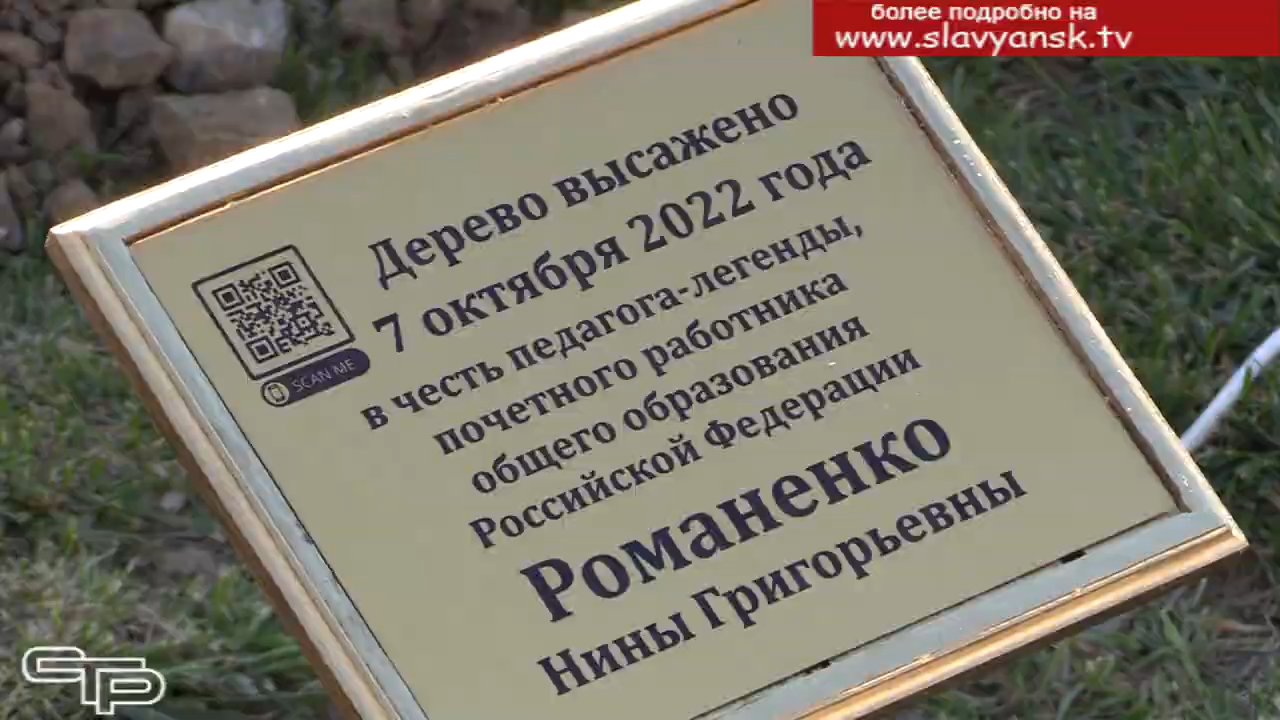 более подробно на
www.slavyansk.tv
Дерево высажено
7 октября 2022 года
в честь педагога-легенды,
почетного работника
общего образования
Российской Федерации
Романенко
Нины Григорьевны
SCAN ME
СТР